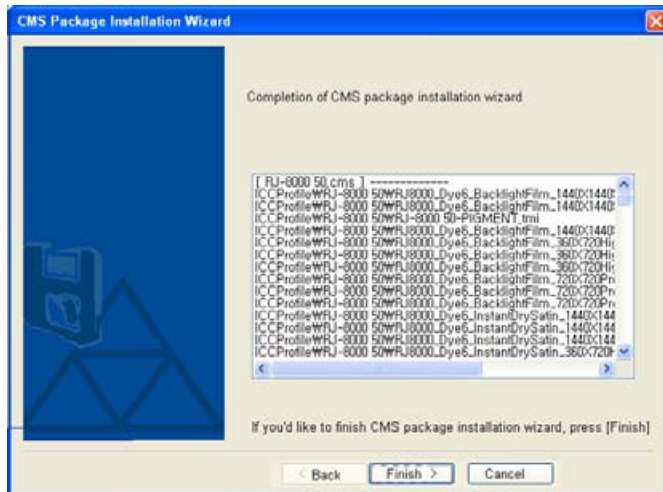 CMS Package Installation Wizard
Completion of CMS package installation wizard
[ RJ-8000 50.cms ] -------------
ICCProfile₩RJ-8000 50₩RJ8000_Dye6_BacklightFilm_1440X1440
ICCProfile₩RJ-8000 50₩RJ8000_Dye6_BacklightFilm_1440X1440
ICCProfile₩RJ-8000 50₩RJ-8000 50-PIGMENT.tmi
ICCProfile₩RJ-8000 50₩RJ8000_Dye6_BacklightFilm_1440X1440
ICCProfile₩RJ-8000 50₩RJ8000_Dye6_BacklightFilm_360X720Hi
ICCProfile₩RJ-8000 50₩RJ8000_Dye6_BacklightFilm_360X720Hi
ICCProfile₩RJ-8000 50₩RJ8000_Dye6_BacklightFilm_360X720Hi
ICCProfile₩RJ-8000 50₩RJ8000_Dye6_BacklightFilm_720X720Pr
ICCProfile₩RJ-8000 50₩RJ8000_Dye6_BacklightFilm_720X720Pr
ICCProfile₩RJ-8000 50₩RJ8000_Dye6_BacklightFilm_720X720Pr
ICCProfile₩RJ-8000 50₩RJ8000_Dye6_InstantDrySatin_1440X144
ICCProfile₩RJ-8000 50₩RJ8000_Dye6_InstantDrySatin_1440X144
ICCProfile₩RJ-8000 50₩RJ8000_Dye6_InstantDrySatin_360X720H
If you'd like to finish CMS package installation wizard, press [Finish]
< Back
Finish >
Cancel